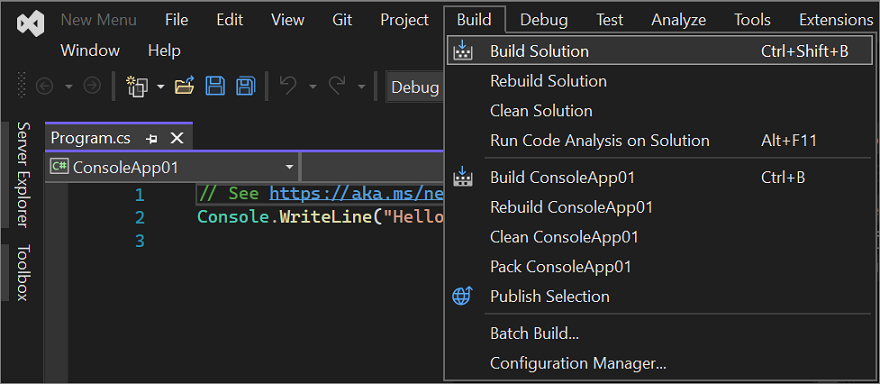 New Menu File Edit View Git Project Build Debug Test Analyze Tools Extensions
Window Help
Debug
Build Solution Ctrl+Shift+B
Rebuild Solution
Clean Solution
Run Code Analysis on Solution Alt+F11
Build ConsoleApp01 Ctrl+B
Rebuild ConsoleApp01
Clean ConsoleApp01
Pack ConsoleApp01
Publish Selection
Batch Build...
Configuration Manager...
Server Explorer
Toolbox
Program.cs
C# ConsoleApp01
1 // See https://aka.ms/ne
2 Console.WriteLine("Hello
3